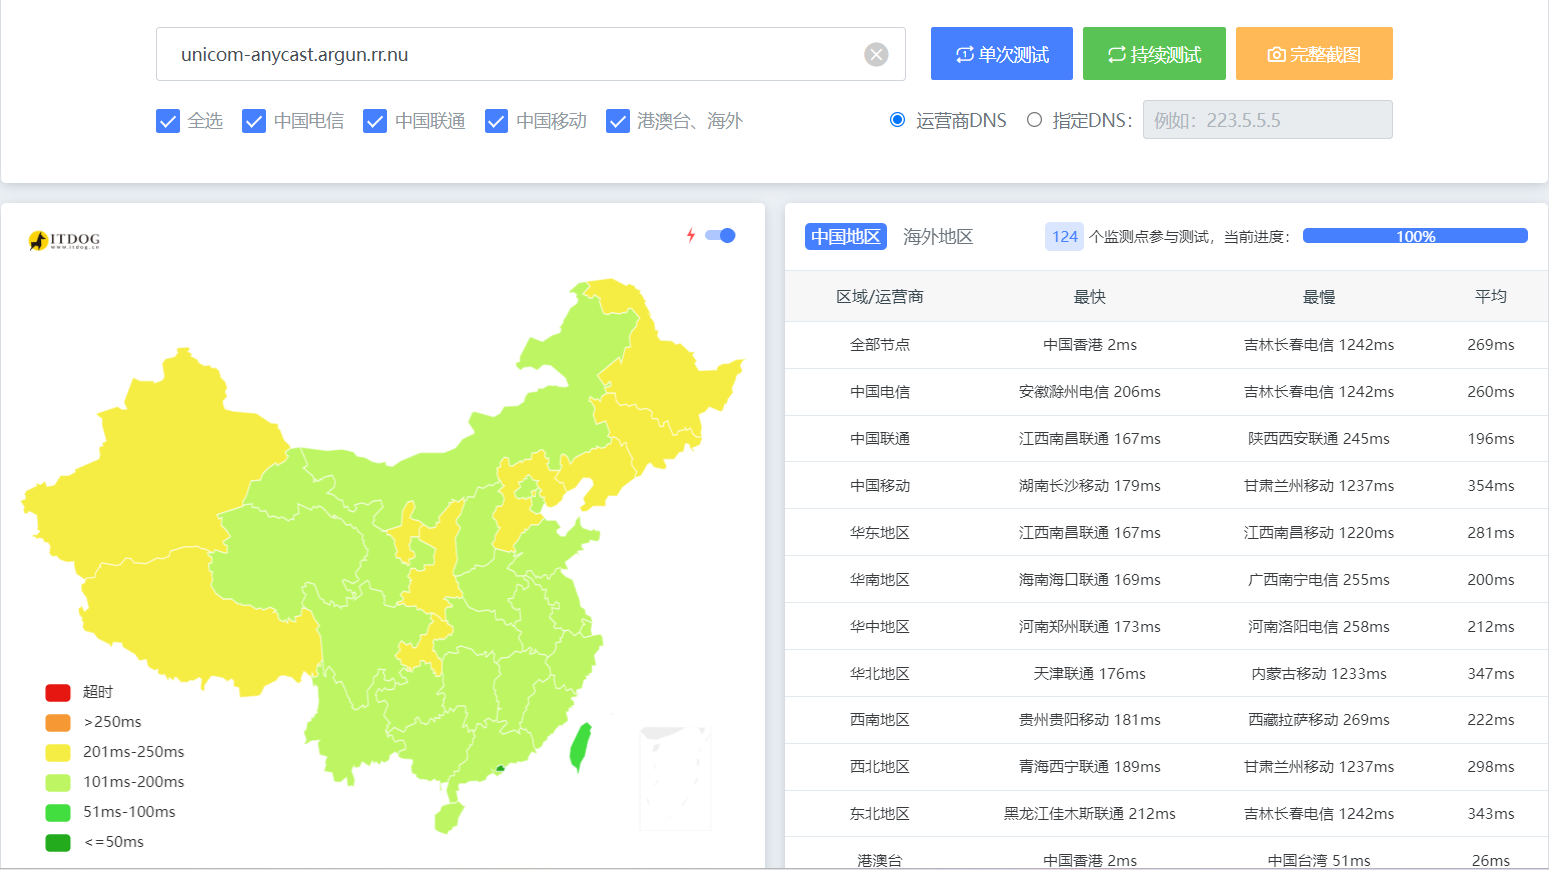 unicom-anycast.argun.rr.nu
单次测试
持续测试
完整截图
全选 中国电信 中国联通 中国移动 港澳台、海外
运营商DNS 指定DNS： 例如：223.5.5.5
ITDOG
www.itdog.cn
超时
>250ms
201ms-250ms
101ms-200ms
51ms-100ms
<=50ms
中国地区 海外地区 124 个监测点参与测试，当前进度： 100%
区域/运营商 最快 最慢 平均
全部节点 中国香港 2ms 吉林长春电信 1242ms 269ms
中国电信 安徽滁州电信 206ms 吉林长春电信 1242ms 260ms
中国联通 江西南昌联通 167ms 陕西西安联通 245ms 196ms
中国移动 湖南长沙移动 179ms 甘肃兰州移动 1237ms 354ms
华东地区 江西南昌联通 167ms 江西南昌移动 1220ms 281ms
华南地区 海南海口联通 169ms 广西南宁电信 255ms 200ms
华中地区 河南郑州联通 173ms 河南洛阳电信 258ms 212ms
华北地区 天津联通 176ms 内蒙古移动 1233ms 347ms
西南地区 贵州贵阳移动 181ms 西藏拉萨移动 269ms 222ms
西北地区 青海西宁联通 189ms 甘肃兰州移动 1237ms 298ms
东北地区 黑龙江佳木斯联通 212ms 吉林长春电信 1242ms 343ms
港澳台 中国香港 2ms 中国台湾 51ms 26ms